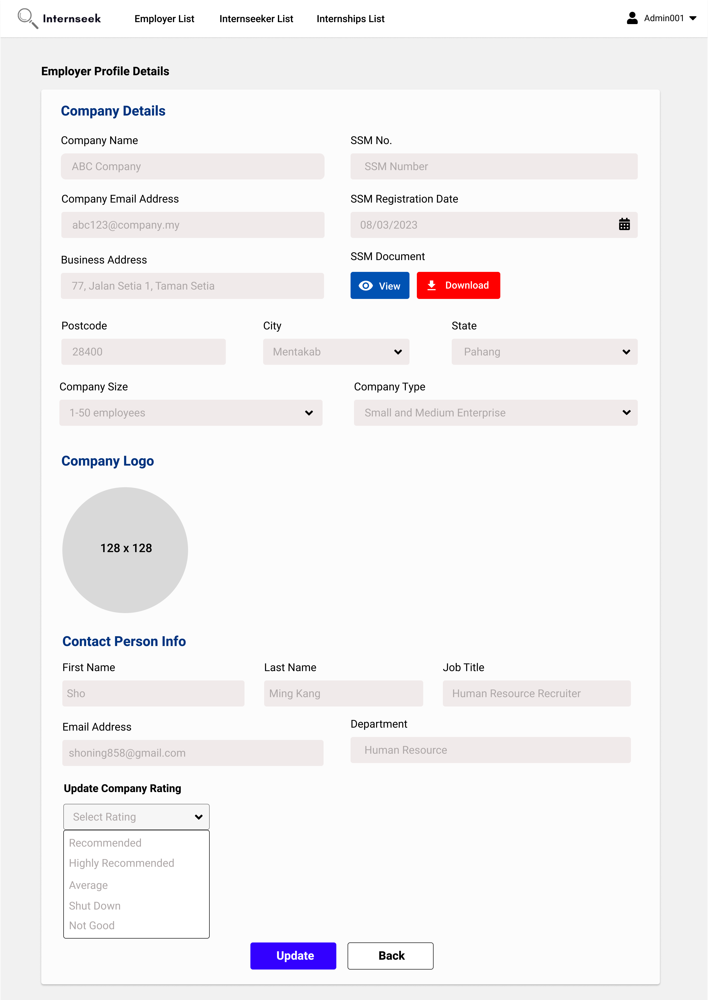 Internseek
Employer List
Internseeker List
Internships List
Admin001
Employer Profile Details
Company Details
Company Name
SSM No.
ABC Company
SSM Number
Company Email Address
SSM Registration Date
abc123@company.my
08/03/2023
Business Address
SSM Document
77, Jalan Setia 1, Taman Setia
View
Download
Postcode
City
State
28400
Mentakab
Pahang
Company Size
Company Type
1-50 employees
Small and Medium Enterprise
Company Logo
128 x 128
Contact Person Info
First Name
Last Name
Job Title
Sho
Ming Kang
Human Resource Recruiter
Email Address
Department
shoning858@gmail.com
Human Resource
Update Company Rating
Select Rating
Recommended
Highly Recommended
Average
Shut Down
Not Good
Update
Back